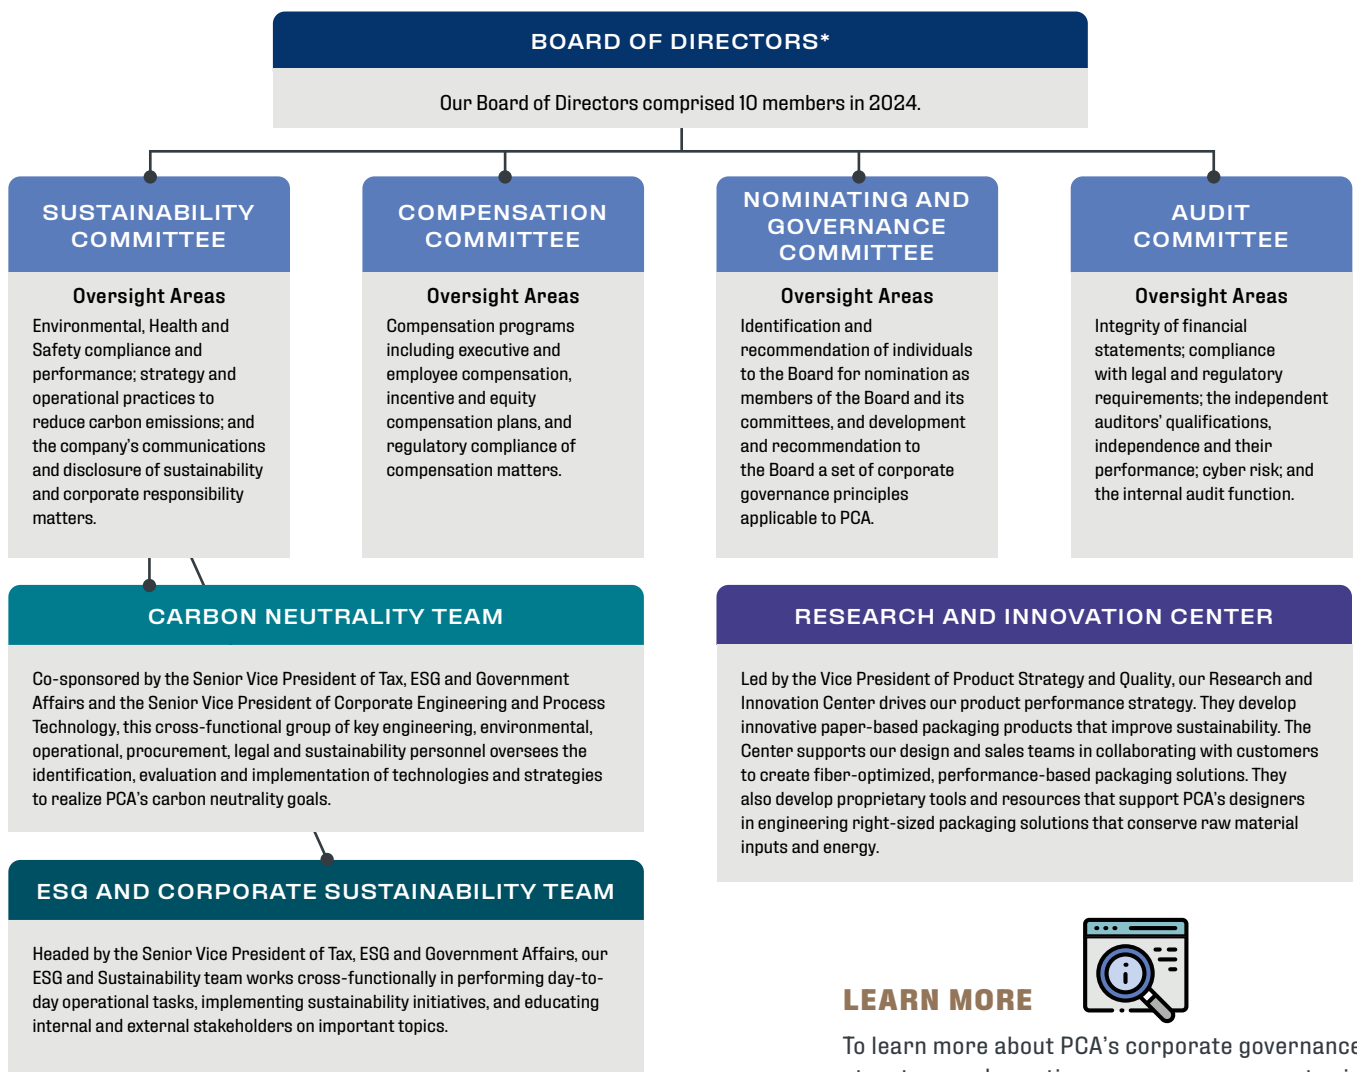 BOARD OF DIRECTORS*
Our Board of Directors comprised 10 members in 2024.
SUSTAINABILITY
COMMITTEE
Oversight Areas
Environmental, Health and
Safety compliance and
performance; strategy and
operational practices to
reduce carbon emissions; and
the company's communications
and disclosure of sustainability
and corporate responsibility
matters.
COMPENSATION
COMMITTEE
Oversight Areas
Compensation programs
including executive and
employee compensation,
incentive and equity
compensation plans, and
regulatory compliance of
compensation matters.
NOMINATING AND
GOVERNANCE
COMMITTEE
Oversight Areas
Identification and
recommendation of individuals
to the Board for nomination as
members of the Board and its
committees, and development
and recommendation to
the Board a set of corporate
governance principles
applicable to PCA.
AUDIT
COMMITTEE
Oversight Areas
Integrity of financial
statements; compliance
with legal and regulatory
requirements; the independent
auditors' qualifications,
independence and their
performance; cyber risk; and
the internal audit function.
CARBON NEUTRALITY TEAM
Co-sponsored by the Senior Vice President of Tax, ESG and Government
Affairs and the Senior Vice President of Corporate Engineering and Process
Technology, this cross-functional group of key engineering, environmental,
operational, procurement, legal and sustainability personnel oversees the
identification, evaluation and implementation of technologies and strategies
to realize PCA's carbon neutrality goals.
RESEARCH AND INNOVATION CENTER
Led by the Vice President of Product Strategy and Quality, our Research and
Innovation Center drives our product performance strategy. They develop
innovative paper-based packaging products that improve sustainability. The
Center supports our design and sales teams in collaborating with customers
to create fiber-optimized, performance-based packaging solutions. They
also develop proprietary tools and resources that support PCA's designers
in engineering right-sized packaging solutions that conserve raw material
inputs and energy.
ESG AND CORPORATE SUSTAINABILITY TEAM
Headed by the Senior Vice President of Tax, ESG and Government Affairs, our
ESG and Sustainability team works cross-functionally in performing day-to-
day operational tasks, implementing sustainability initiatives, and educating
internal and external stakeholders on important topics.
LEARN MORE
To learn more about PCA's corporate governance